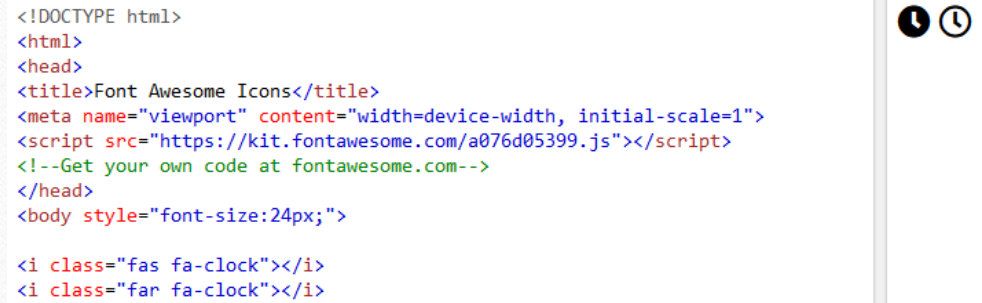 <!DOCTYPE html>
<html>
<head>
<title>Font Awesome Icons</title>
<meta name="viewport" content="width=device-width, initial-scale=1">
<script src="https://kit.fontawesome.com/a076d05399.js"></script>
<!--Get your own code at fontawesome.com-->
</head>
<body style="font-size:24px;">
<i class="fas fa-clock"></i>
<i class="far fa-clock"></i>